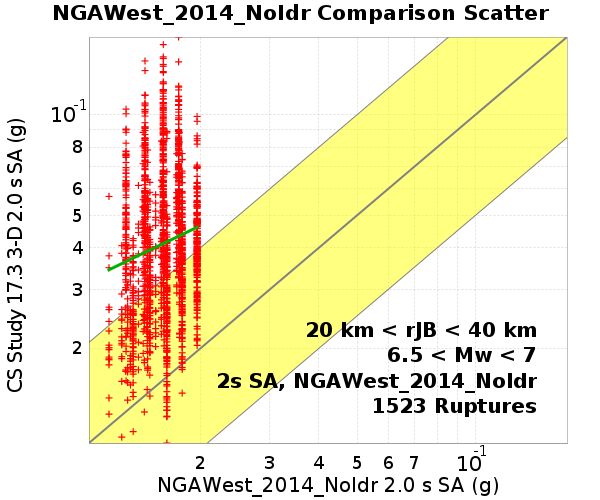 NGAWest_2014_NoIdr Comparison Scatter
CS Study 17.3 3-D 2.0 s SA (g)
10-1
8
6
5
4
3
2
20 km < rJB < 40 km
6.5 < Mw < 7
2s SA, NGAWest_2014_NoIdr
1523 Ruptures
2 3 4 5 6 7 10-1
NGAWest_2014_NoIdr 2.0 s SA (g)